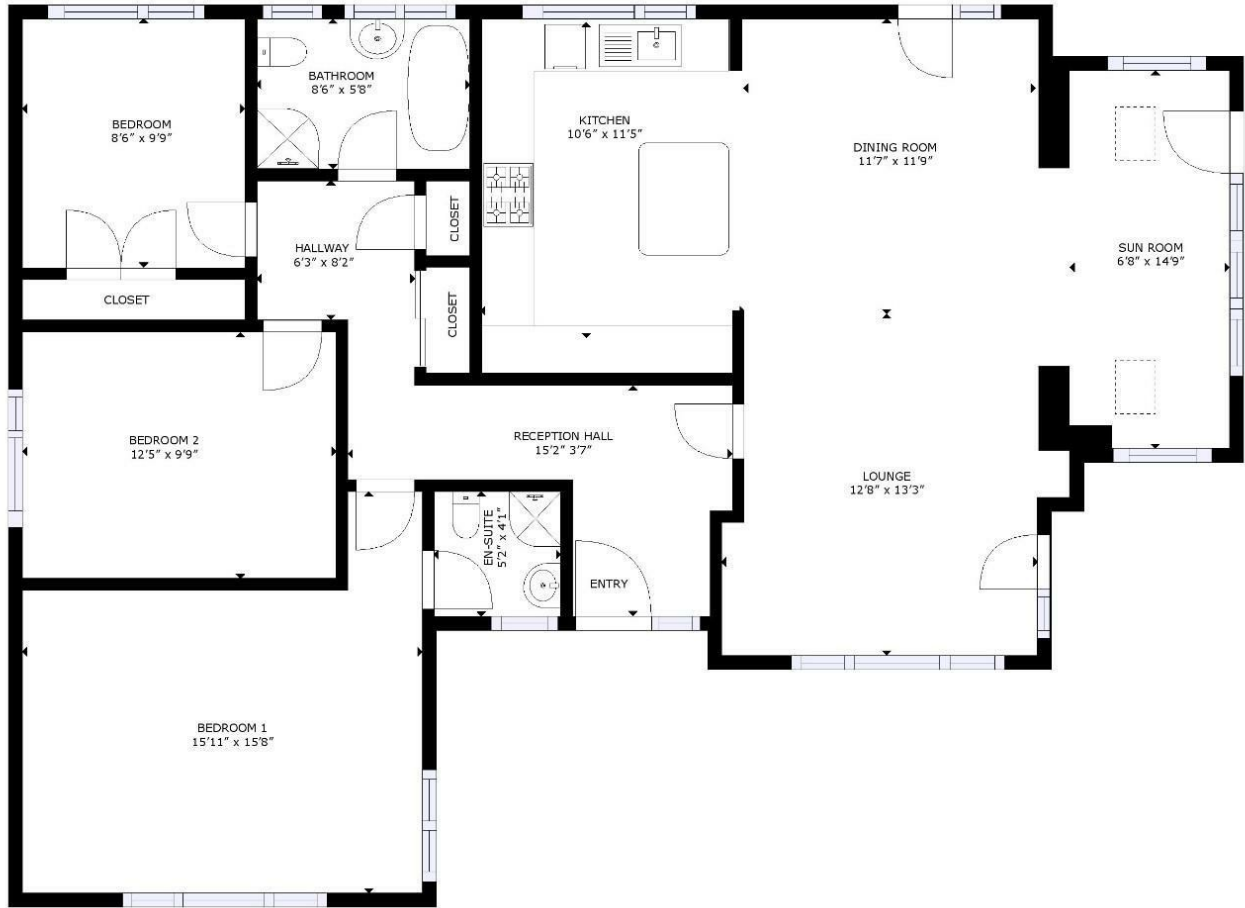 BATHROOM
8'6" x 5'8"
BEDROOM
8'6" x 9'9"
KITCHEN
10'6" x 11'5"
DINING ROOM
11'7" x 11'9"
SUN ROOM
6'8" x 14'9"
HALLWAY
6'3" x 8'2"
CLOSET
CLOSET
CLOSET
BEDROOM 2
12'5" x 9'9"
RECEPTION HALL
15'2" 3'7"
LOUNGE
12'8" x 13'3"
EN-SUITE
5'2" x 4'1"
ENTRY
BEDROOM 1
15'11" x 15'8"